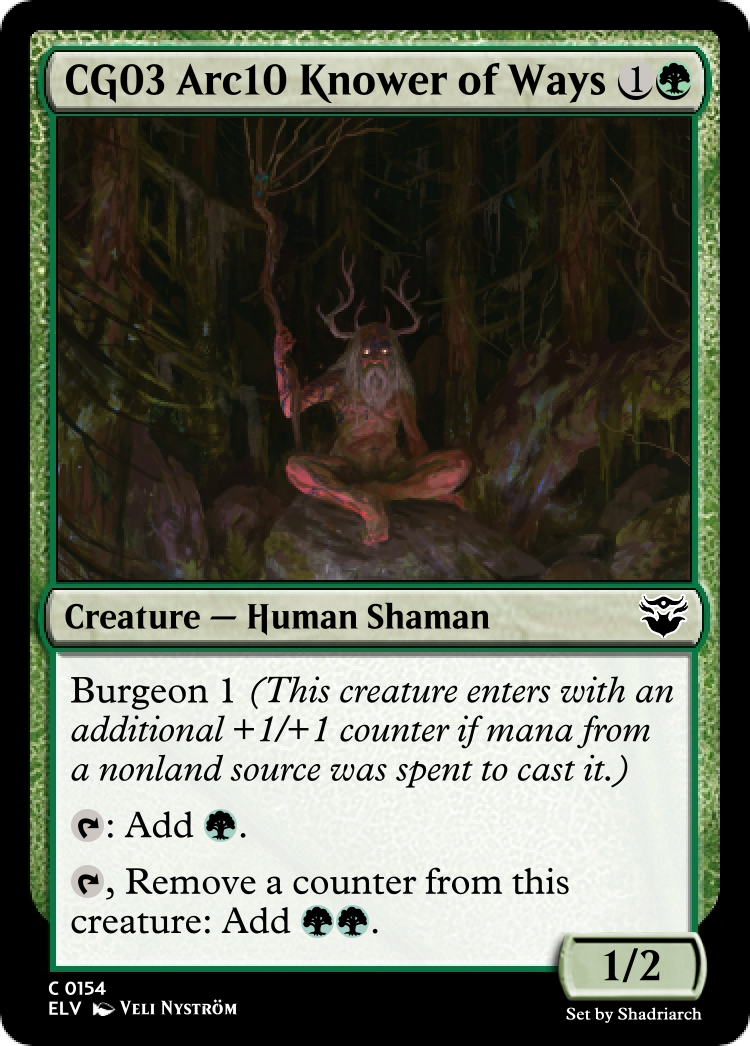 CG03 Arc10 Knower of Ways 1
Creature — Human Shaman
Burgeon 1 (This creature enters with an
additional +1/+1 counter if mana from
a nonland source was spent to cast it.)
: Add .
, Remove a counter from this
creature: Add .
1/2
C 0154
ELV VELI NYSTRÖM
Set by Shadriarch